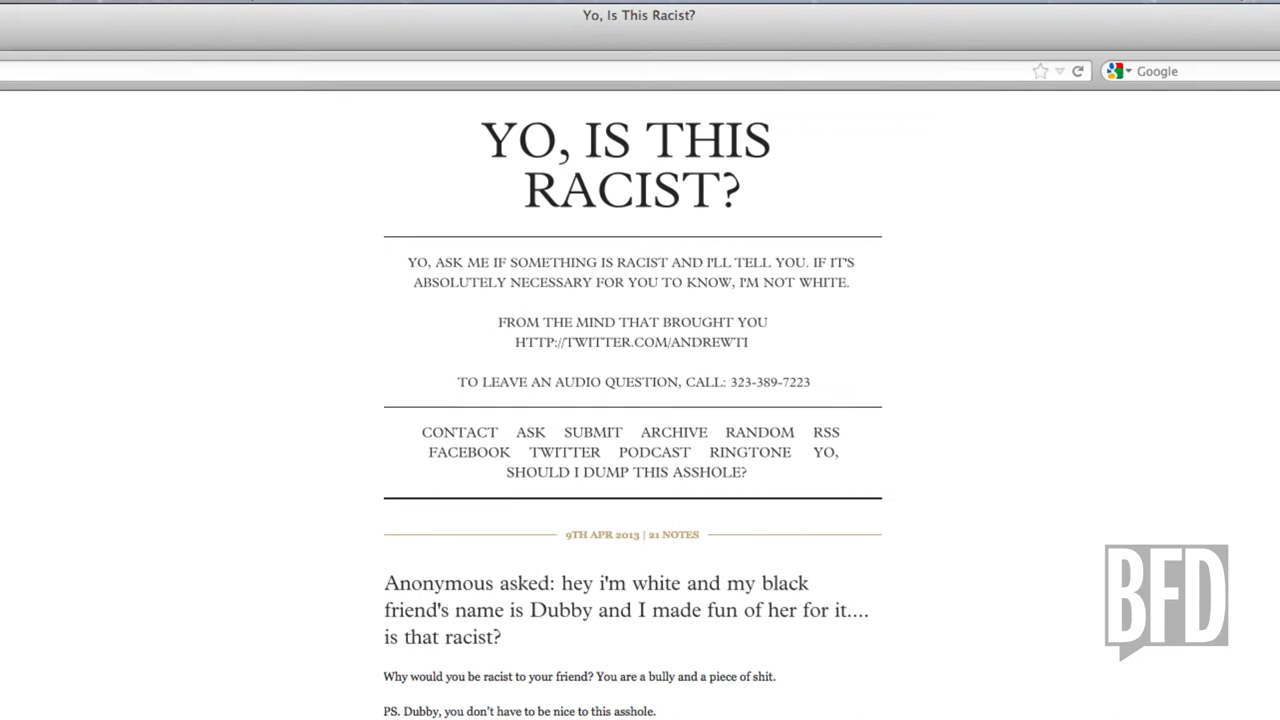 Yo, Is This Racist?
Google
YO, IS THIS
RACIST?
YO, ASK ME IF SOMETHING IS RACIST AND I'LL TELL YOU. IF IT'S
ABSOLUTELY NECESSARY FOR YOU TO KNOW, I'M NOT WHITE.
FROM THE MIND THAT BROUGHT YOU
HTTP://TWITTER.COM/ANDREWTI
TO LEAVE AN AUDIO QUESTION, CALL: 323-389-7223
CONTACT ASK SUBMIT ARCHIVE RANDOM RSS
FACEBOOK TWITTER PODCAST RINGTONE YO,
SHOULD I DUMP THIS ASSHOLE?
9TH APR 2013 | 21 NOTES
Anonymous asked: hey i'm white and my black
friend's name is Dubby and I made fun of her for it....
is that racist?
Why would you be racist to your friend? You are a bully and a piece of shit.
PS. Dubby, you don't have to be nice to this asshole.
BFD